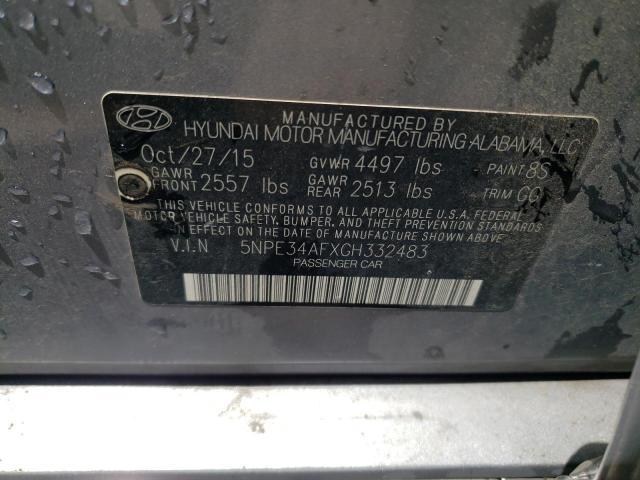 MANUFACTURED BY
HYUNDAI MOTOR MANUFACTURING ALABAMA, LLC
Oct/27/15 GVWR 4497 lbs PAINT 8S
GAWR FRONT 2557 lbs GAWR REAR 2513 lbs TRIM
THIS VEHICLE CONFORMS TO ALL APPLICABLE U.S.A. FEDERAL
MOTOR VEHICLE SAFETY, BUMPER, AND THEFT PREVENTION STANDARDS
IN EFFECT ON THE DATE OF MANUFACTURE SHOWN ABOVE.
V.I.N 5NPE34AFXGH332483
PASSENGER CAR